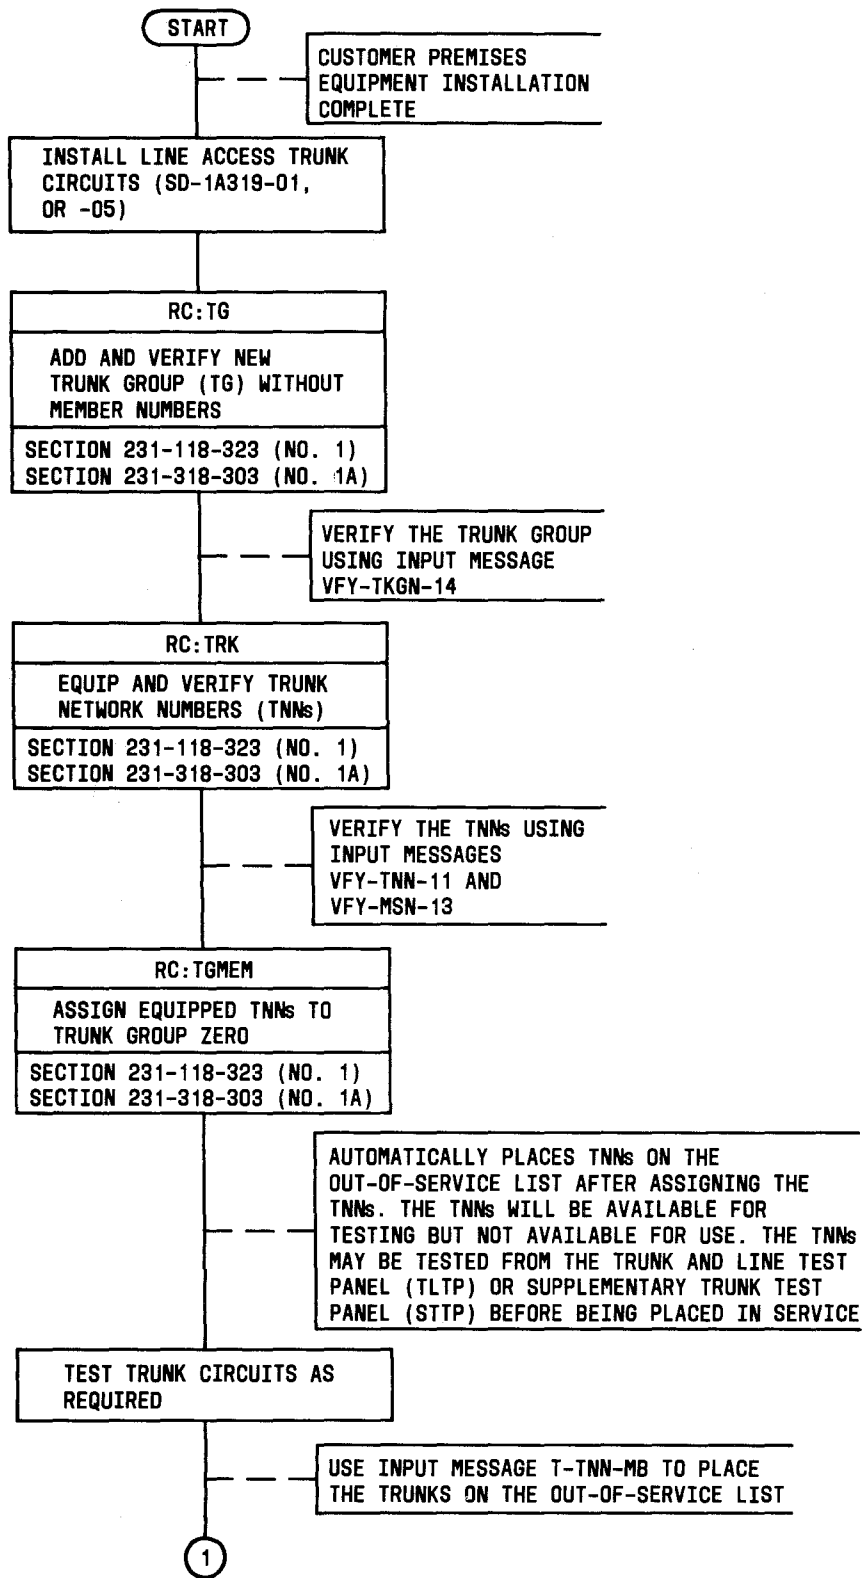 START
CUSTOMER PREMISES
EQUIPMENT INSTALLATION
COMPLETE
INSTALL LINE ACCESS TRUNK
CIRCUITS (SD-1A319-01,
OR -05)
RC:TG
ADD AND VERIFY NEW
TRUNK GROUP (TG) WITHOUT
MEMBER NUMBERS
SECTION 231-118-323 (NO. 1)
SECTION 231-318-303 (NO. 1A)
VERIFY THE TRUNK GROUP
USING INPUT MESSAGE
VFY-TKGN-14
RC:TRK
EQUIP AND VERIFY TRUNK
NETWORK NUMBERS (TNNs)
SECTION 231-118-323 (NO. 1)
SECTION 231-318-303 (NO. 1A)
VERIFY THE TNNs USING
INPUT MESSAGES
VFY-TNN-11 AND
VFY-MSN-13
RC:TGMEM
ASSIGN EQUIPPED TNNs TO
TRUNK GROUP ZERO
SECTION 231-118-323 (NO. 1)
SECTION 231-318-303 (NO. 1A)
AUTOMATICALLY PLACES TNNs ON THE
OUT-OF-SERVICE LIST AFTER ASSIGNING THE
TNNs. THE TNNs WILL BE AVAILABLE FOR
TESTING BUT NOT AVAILABLE FOR USE. THE TNNs
MAY BE TESTED FROM THE TRUNK AND LINE TEST
PANEL (TLTP) OR SUPPLEMENTARY TRUNK TEST
PANEL (STTP) BEFORE BEING PLACED IN SERVICE
TEST TRUNK CIRCUITS AS
REQUIRED
USE INPUT MESSAGE T-TNN-MB TO PLACE
THE TRUNKS ON THE OUT-OF-SERVICE LIST
1